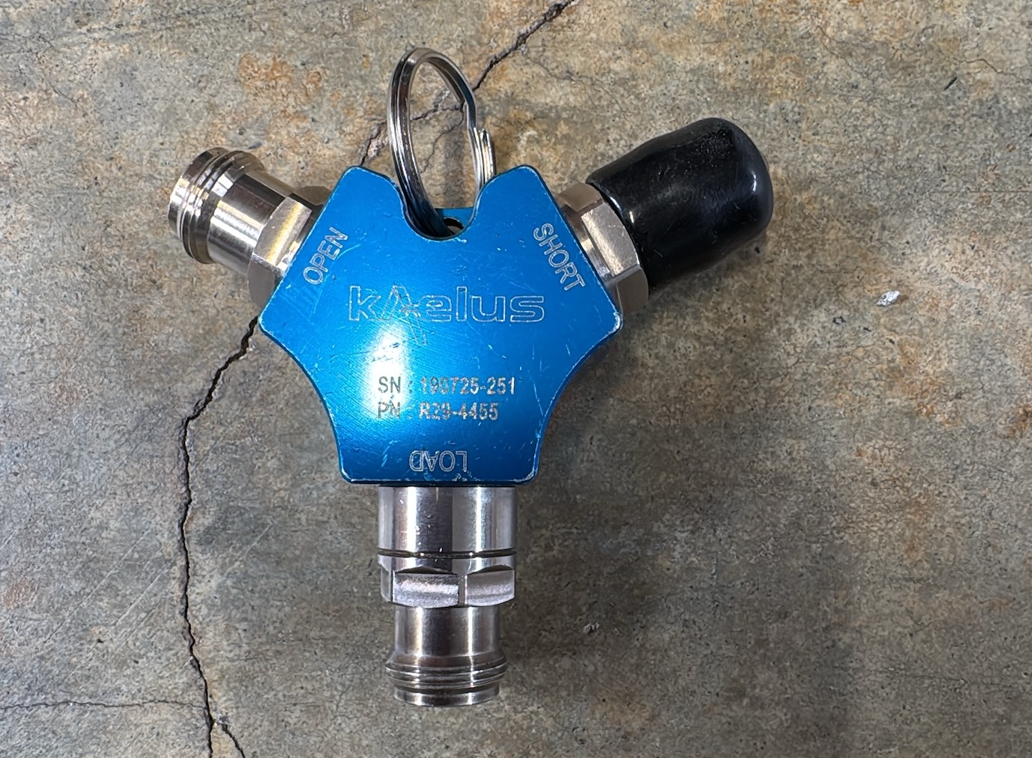 OPEN
SHORT
kAelus
SN : 190725-251
PN : R29-4455
LOAD